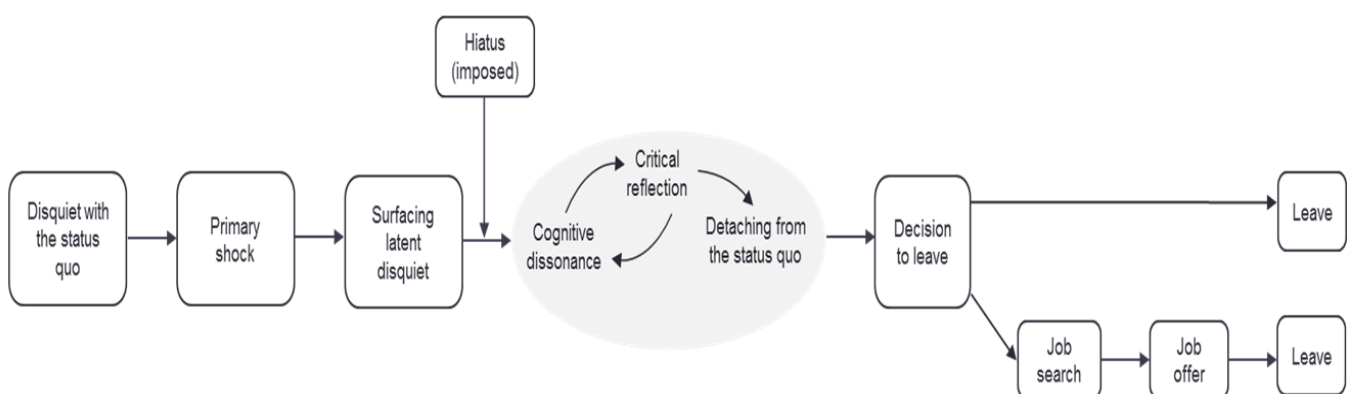 Hiatus
(imposed)
Disquiet with
the status
quo
Primary
shock
Surfacing
latent
disquiet
Cognitive
dissonance
Critical
reflection
Detaching from
the status quo
Decision
to leave
Leave
Job
search
Job
offer
Leave